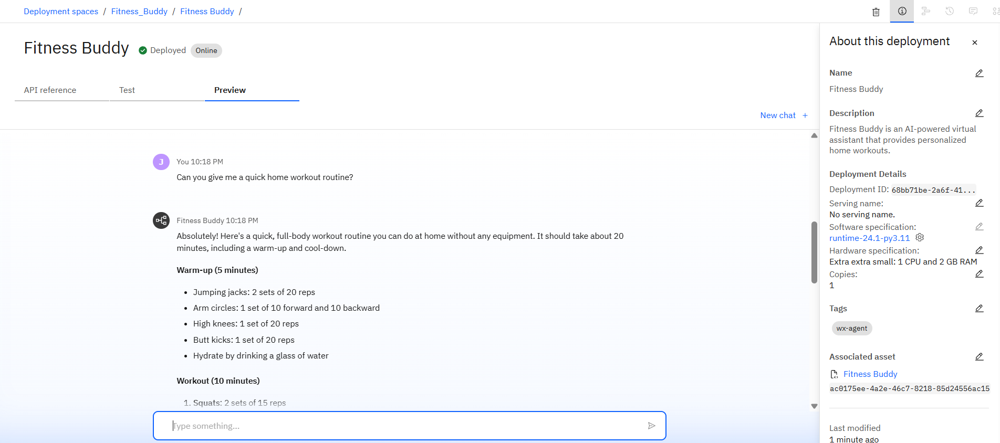 Deployment spaces / Fitness_Buddy / Fitness Buddy /
Fitness Buddy Deployed Online
API reference Test Preview
New chat +
J You 10:18 PM
Can you give me a quick home workout routine?
Fitness Buddy 10:18 PM
Absolutely! Here's a quick, full-body workout routine you can do at home without any equipment. It should take about 20
minutes, including a warm-up and cool-down.
Warm-up (5 minutes)
• Jumping jacks: 2 sets of 20 reps
• Arm circles: 1 set of 10 forward and 10 backward
• High knees: 1 set of 20 reps
• Butt kicks: 1 set of 20 reps
• Hydrate by drinking a glass of water
Workout (10 minutes)
1. Squats: 2 sets of 15 reps
Type something...
About this deployment
Name
Fitness Buddy
Description
Fitness Buddy is an AI-powered virtual
assistant that provides personalized
home workouts.
Deployment Details
Deployment ID: 68bb71be-2a6f-41...
Serving name:
No serving name.
Software specification:
runtime-24.1-py3.11
Hardware specification:
Extra extra small: 1 CPU and 2 GB RAM
Copies:
1
Tags
wx-agent
Associated asset
Fitness Buddy
ac0175ee-4a2e-46c7-8218-85d24556ac15
Last modified
1 minute ago